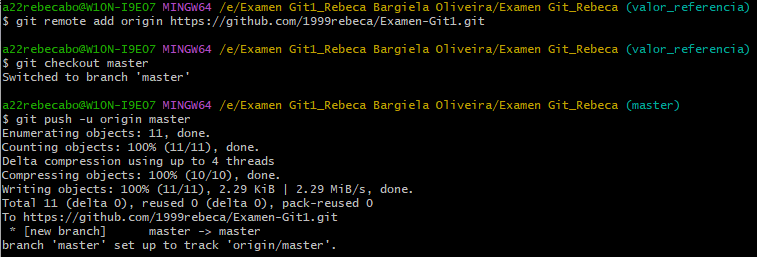 a22rebecabo@W10N-I9E07 MINGW64 /e/Examen Git1_Rebeca Bargiela Oliveira/Examen Git_Rebeca (valor_referencia)
$ git remote add origin https://github.com/1999rebeca/Examen-Git1.git
a22rebecabo@W10N-I9E07 MINGW64 /e/Examen Git1_Rebeca Bargiela Oliveira/Examen Git_Rebeca (valor_referencia)
$ git checkout master
Switched to branch 'master'
a22rebecabo@W10N-I9E07 MINGW64 /e/Examen Git1_Rebeca Bargiela Oliveira/Examen Git_Rebeca (master)
$ git push -u origin master
Enumerating objects: 11, done.
Counting objects: 100% (11/11), done.
Delta compression using up to 4 threads
Compressing objects: 100% (10/10), done.
Writing objects: 100% (11/11), 2.29 KiB | 2.29 MiB/s, done.
Total 11 (delta 0), reused 0 (delta 0), pack-reused 0
To https://github.com/1999rebeca/Examen-Git1.git
 * [new branch]      master -> master
branch 'master' set up to track 'origin/master'.